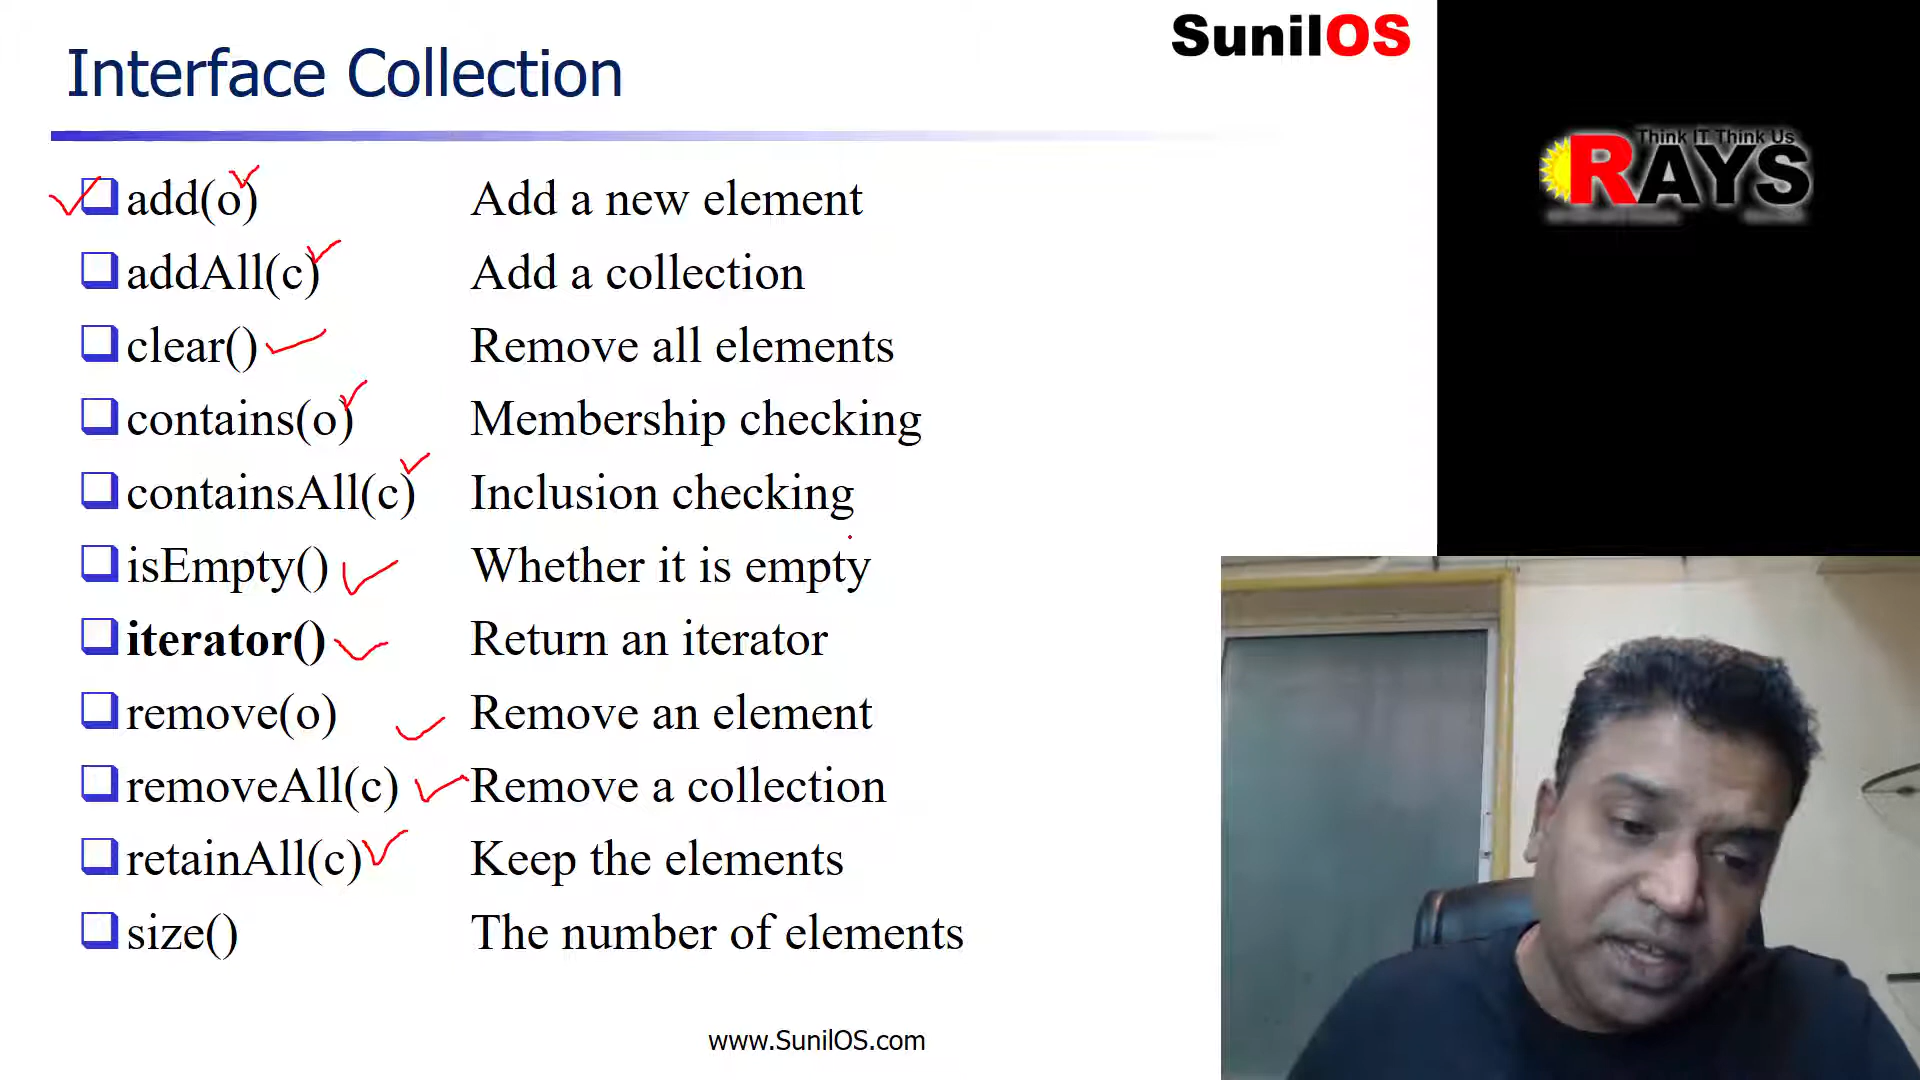 Interface Collection
SunilOS
Think IT Think Us
RAYS
add(o) Add a new element
addAll(c) Add a collection
clear() Remove all elements
contains(o) Membership checking
containsAll(c) Inclusion checking
isEmpty() Whether it is empty
iterator() Return an iterator
remove(o) Remove an element
removeAll(c) Remove a collection
retainAll(c) Keep the elements
size() The number of elements
www.SunilOS.com